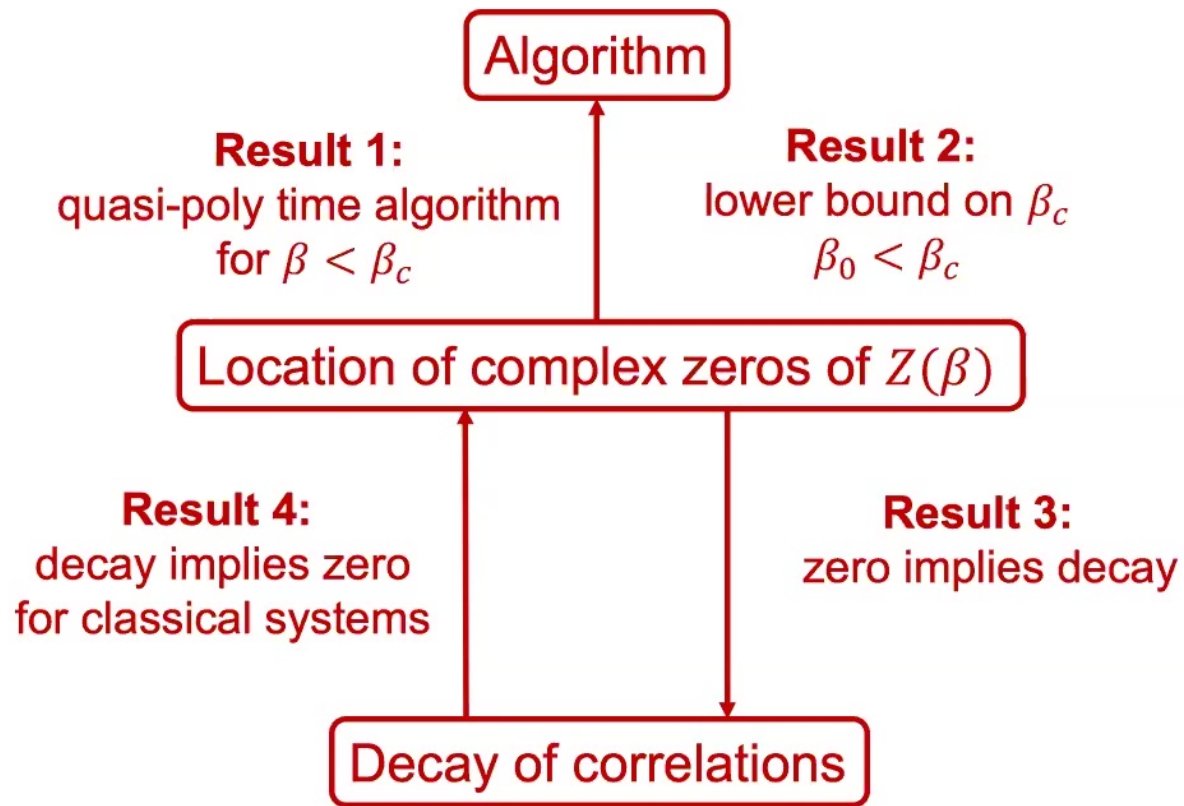 Algorithm
Result 1:
quasi-poly time algorithm
for β < β_c
Result 2:
lower bound on β_c
β_0 < β_c
Location of complex zeros of Z(β)
Result 4:
decay implies zero
for classical systems
Result 3:
zero implies decay
Decay of correlations